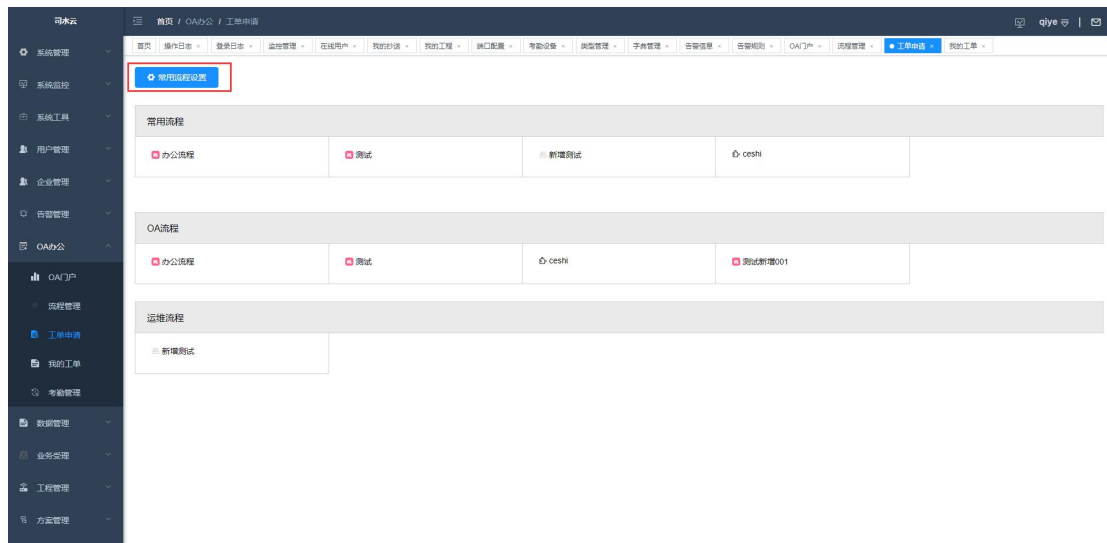 司水云
首页 / OA办公 / 工单申请
qiye
首页 操作日志 × 登录日志 × 监控管理 × 在线用户 × 我的抄送 × 我的工程 × 端口配置 × 考勤设备 × 类型管理 × 字典管理 × 告警信息 × 告警规则 × OA门户 × 流程管理 × 工单申请 × 我的工单 ×
系统管理
系统监控
系统工具
用户管理
企业管理
告警管理
OA办公
OA门户
流程管理
工单申请
我的工单
考勤管理
数据管理
业务受理
工程管理
方案管理
常用流程设置
常用流程
办公流程 测试 新增测试 ceshi
OA流程
办公流程 测试 ceshi 测试新增001
运维流程
新增测试